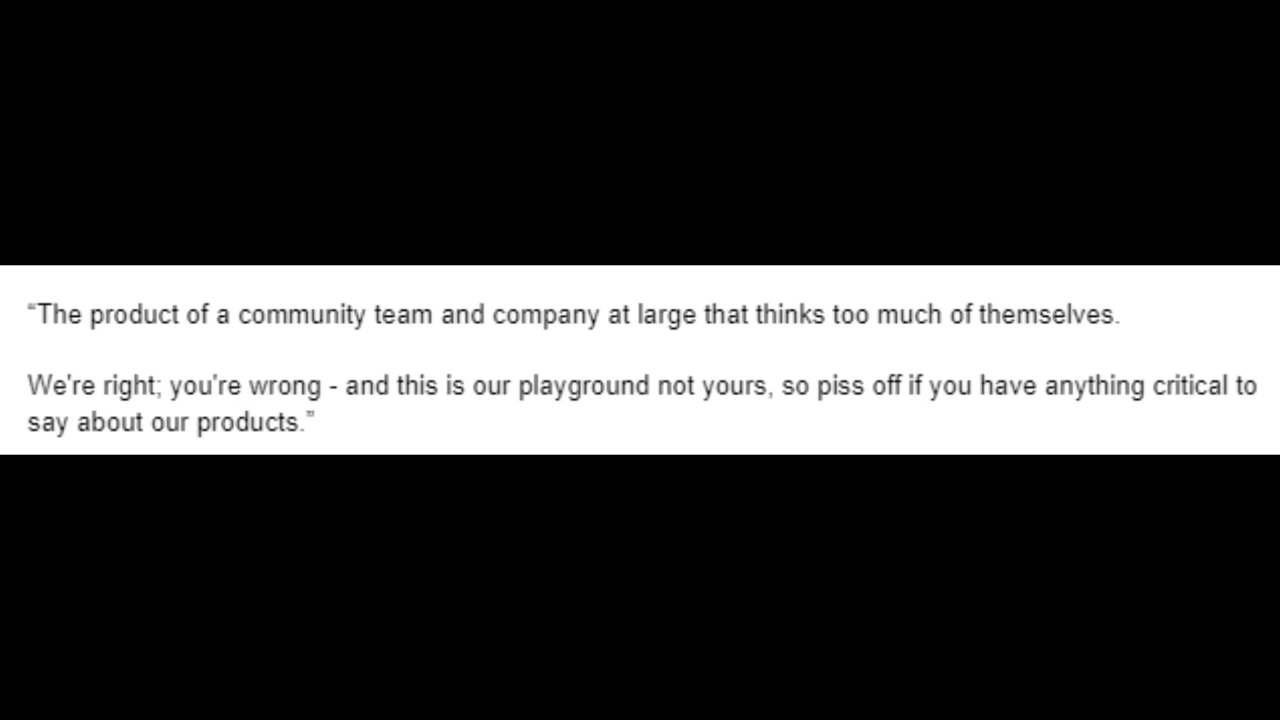 “The product of a community team and company at large that thinks too much of themselves.
We're right; you're wrong - and this is our playground not yours, so piss off if you have anything critical to
say about our products.”